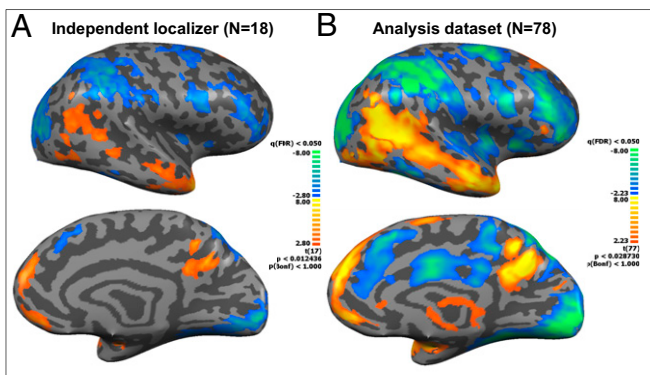 A
Independent localizer (N=18)
B
Analysis dataset (N=78)
q(FDR) < 0.050
-8.00
-2.80
8.00
2.80
t(17)
p < 0.012436
p(Bonf) < 1.000
q(FDR) < 0.050
-8.00
-2.23
8.00
2.23
t(77)
p < 0.028730
p(Bonf) < 1.000